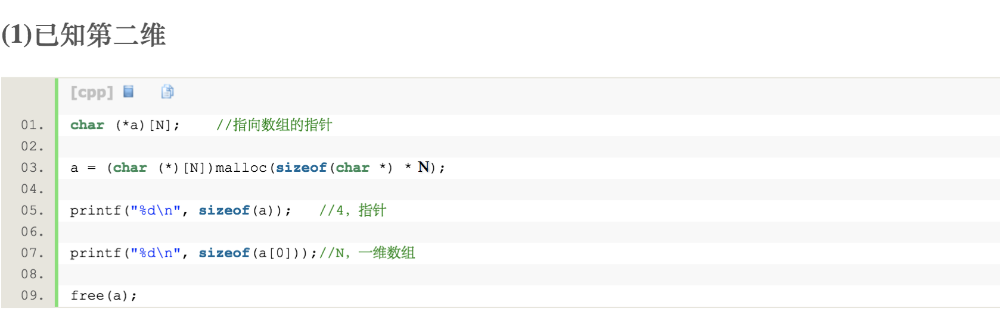 (1)已知第二维
[cpp]
01. char (*a)[N];    //指向数组的指针
02.
03. a = (char (*)[N])malloc(sizeof(char *) * N);
04.
05. printf("%d\n", sizeof(a));   //4，指针
06.
07. printf("%d\n", sizeof(a[0]));//N，一维数组
08.
09. free(a);